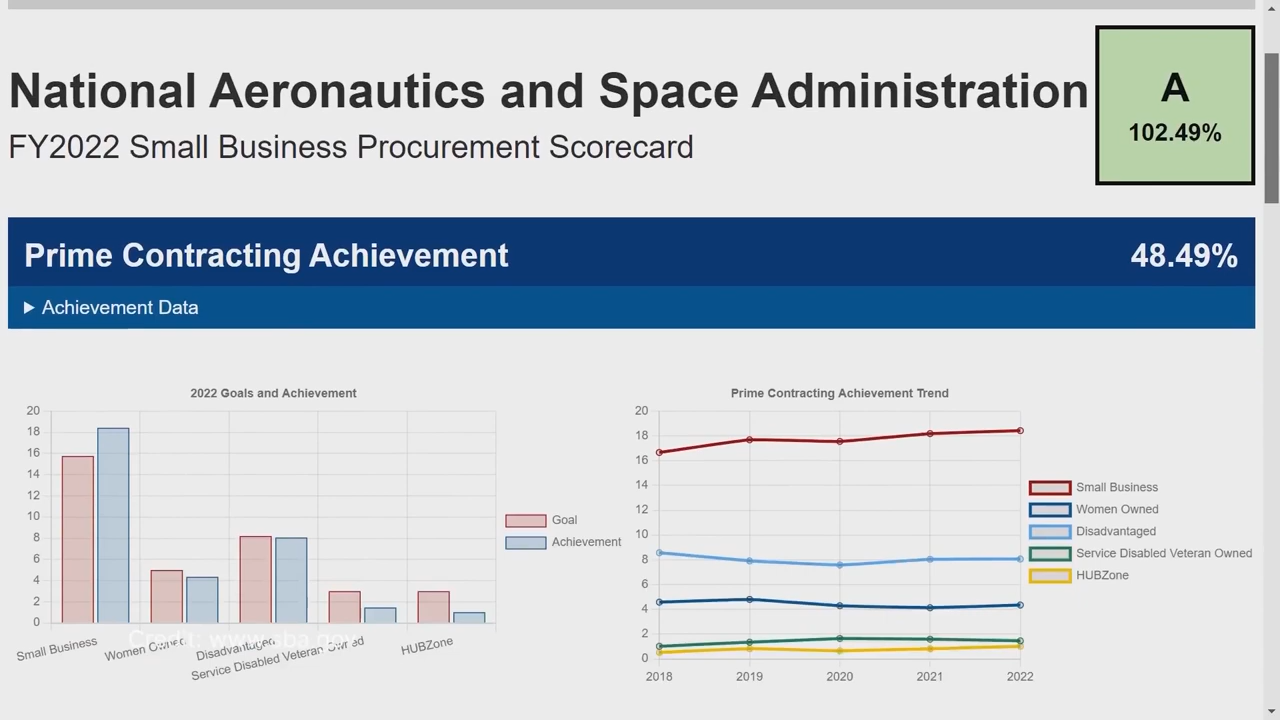 National Aeronautics and Space Administration
FY2022 Small Business Procurement Scorecard
A
102.49%
Prime Contracting Achievement
48.49%
▶ Achievement Data
2022 Goals and Achievement
20
18
16
14
12
10
8
6
4
2
0
Small Business
Women Owned
Disadvantaged
Service Disabled Veteran Owned
HUBZone
Goal
Achievement
Credit: www.sba.gov
Prime Contracting Achievement Trend
20
18
16
14
12
10
8
6
4
2
0
2018
2019
2020
2021
2022
Small Business
Women Owned
Disadvantaged
Service Disabled Veteran Owned
HUBZone